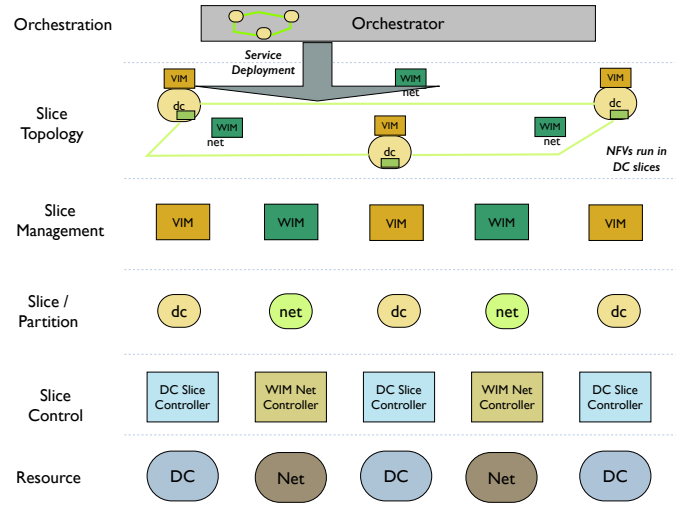 Orchestration
Orchestrator
Service
Deployment
Slice
Topology
VIM
dc
WIM
net
VIM
dc
WIM
net
VIM
dc
WIM
net
NFVs run in
DC slices
Slice
Management
VIM
WIM
VIM
WIM
VIM
Slice /
Partition
dc
net
dc
net
dc
Slice
Control
DC Slice
Controller
WIM Net
Controller
DC Slice
Controller
WIM Net
Controller
DC Slice
Controller
Resource
DC
Net
DC
Net
DC